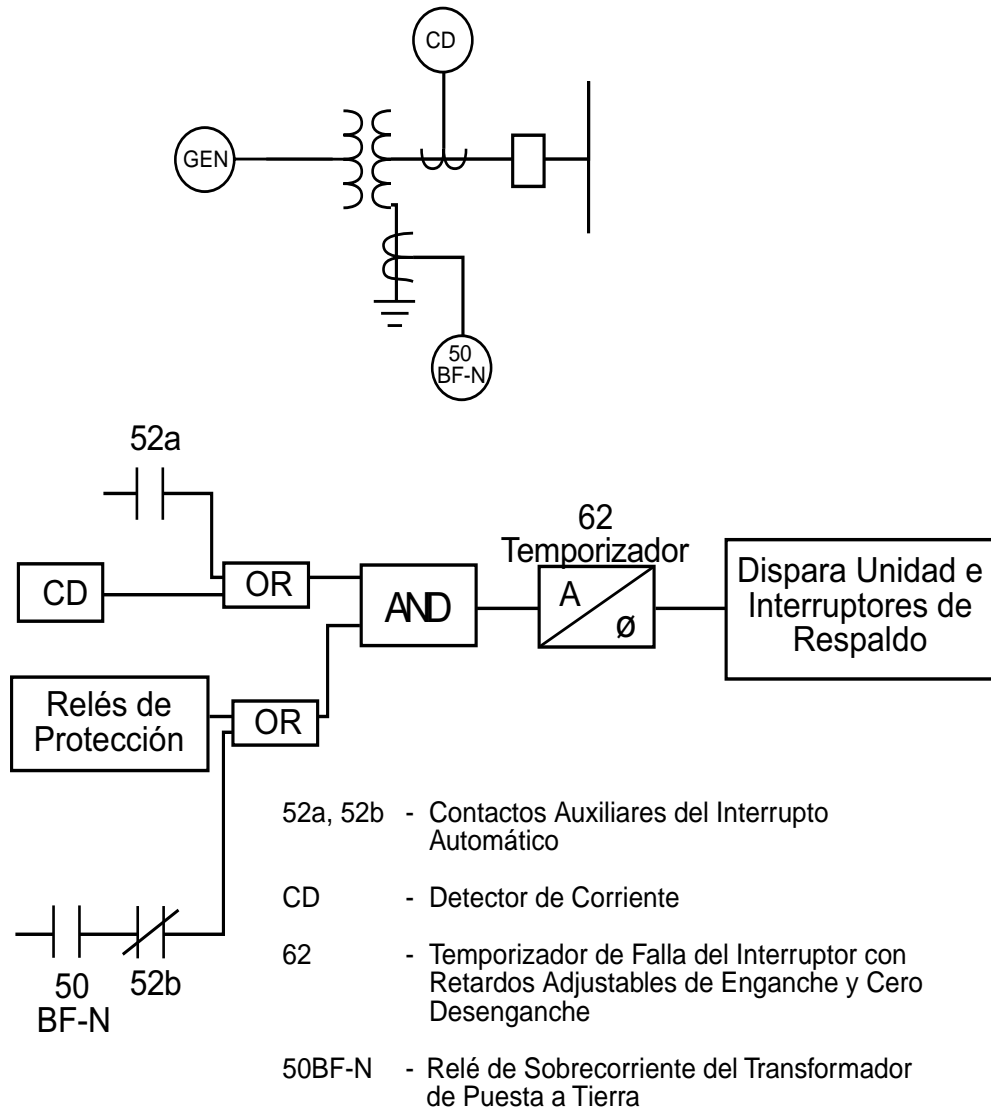 CD
GEN
50
BF-N
52a
CD
OR
AND
62
Temporizador
A
ø
Dispara Unidad e
Interruptores de
Respaldo
Relés de
Protección
OR
50
BF-N
52b
52a, 52b - Contactos Auxiliares del Interrupto
Automático
CD - Detector de Corriente
62 - Temporizador de Falla del Interruptor con
Retardos Adjustables de Enganche y Cero
Desenganche
50BF-N - Relé de Sobrecorriente del Transformador
de Puesta a Tierra